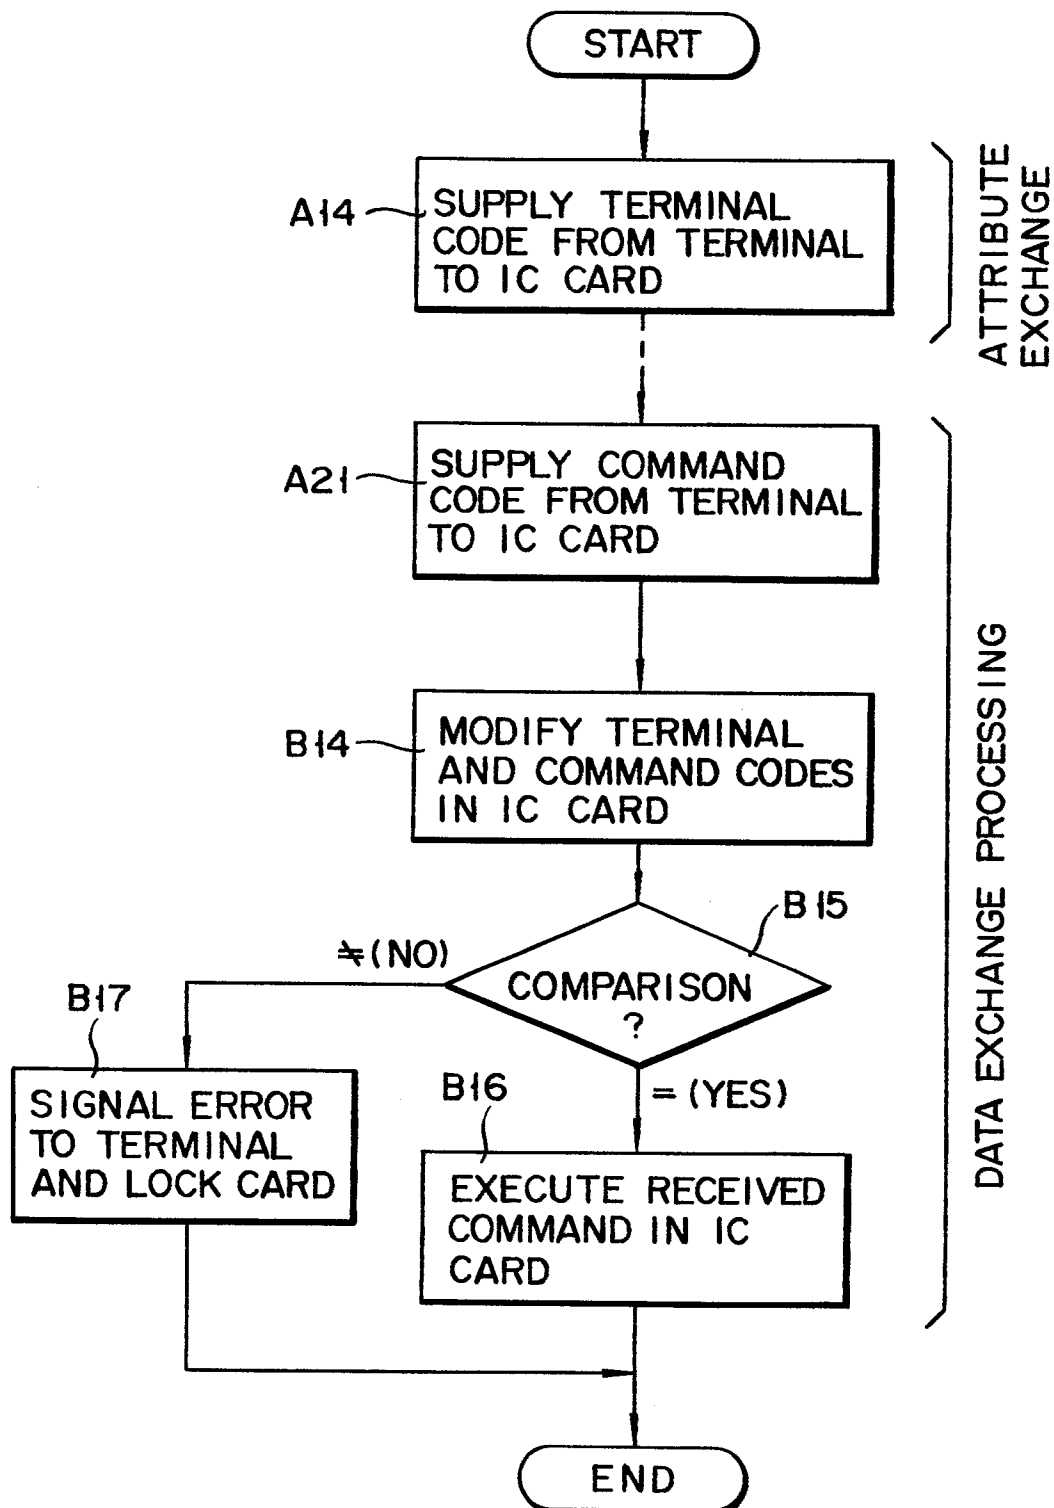 START
A14
SUPPLY TERMINAL
CODE FROM TERMINAL
TO IC CARD
ATTRIBUTE
EXCHANGE
A21
SUPPLY COMMAND
CODE FROM TERMINAL
TO IC CARD
B14
MODIFY TERMINAL
AND COMMAND CODES
IN IC CARD
B15
≠(NO)
COMPARISON
?
B17
SIGNAL ERROR
TO TERMINAL
AND LOCK CARD
B16
=(YES)
EXECUTE RECEIVED
COMMAND IN IC
CARD
DATA EXCHANGE PROCESSING
END